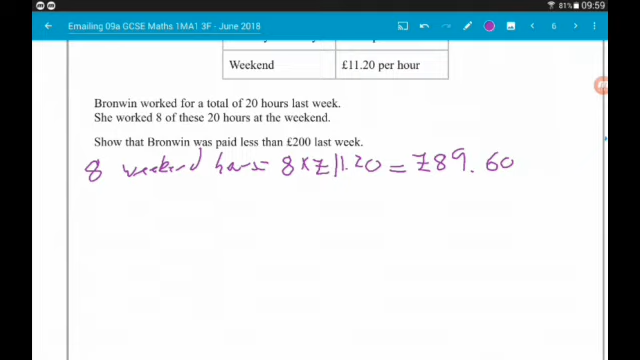 81% 09:59
Emailing 09a GCSE Maths 1MA1 3F - June 2018
6
Weekend £11.20 per hour
Bronwin worked for a total of 20 hours last week.
She worked 8 of these 20 hours at the weekend.
Show that Bronwin was paid less than £200 last week.
8 weekend hours = 8 × £11.20 = £89.60